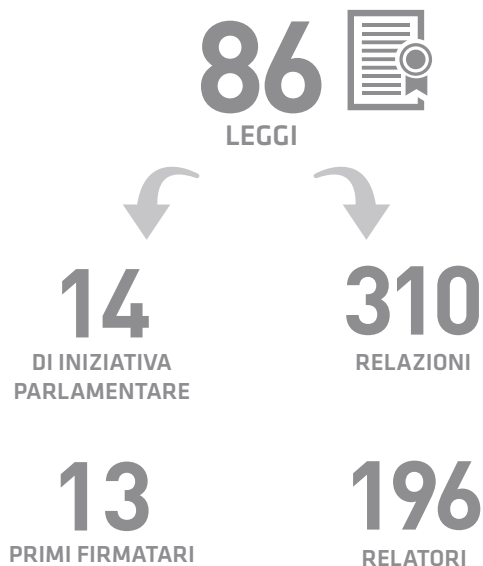 86
LEGGI
14
DI INIZIATIVA
PARLAMENTARE
310
RELAZIONI
13
PRIMI FIRMATARI
196
RELATORI